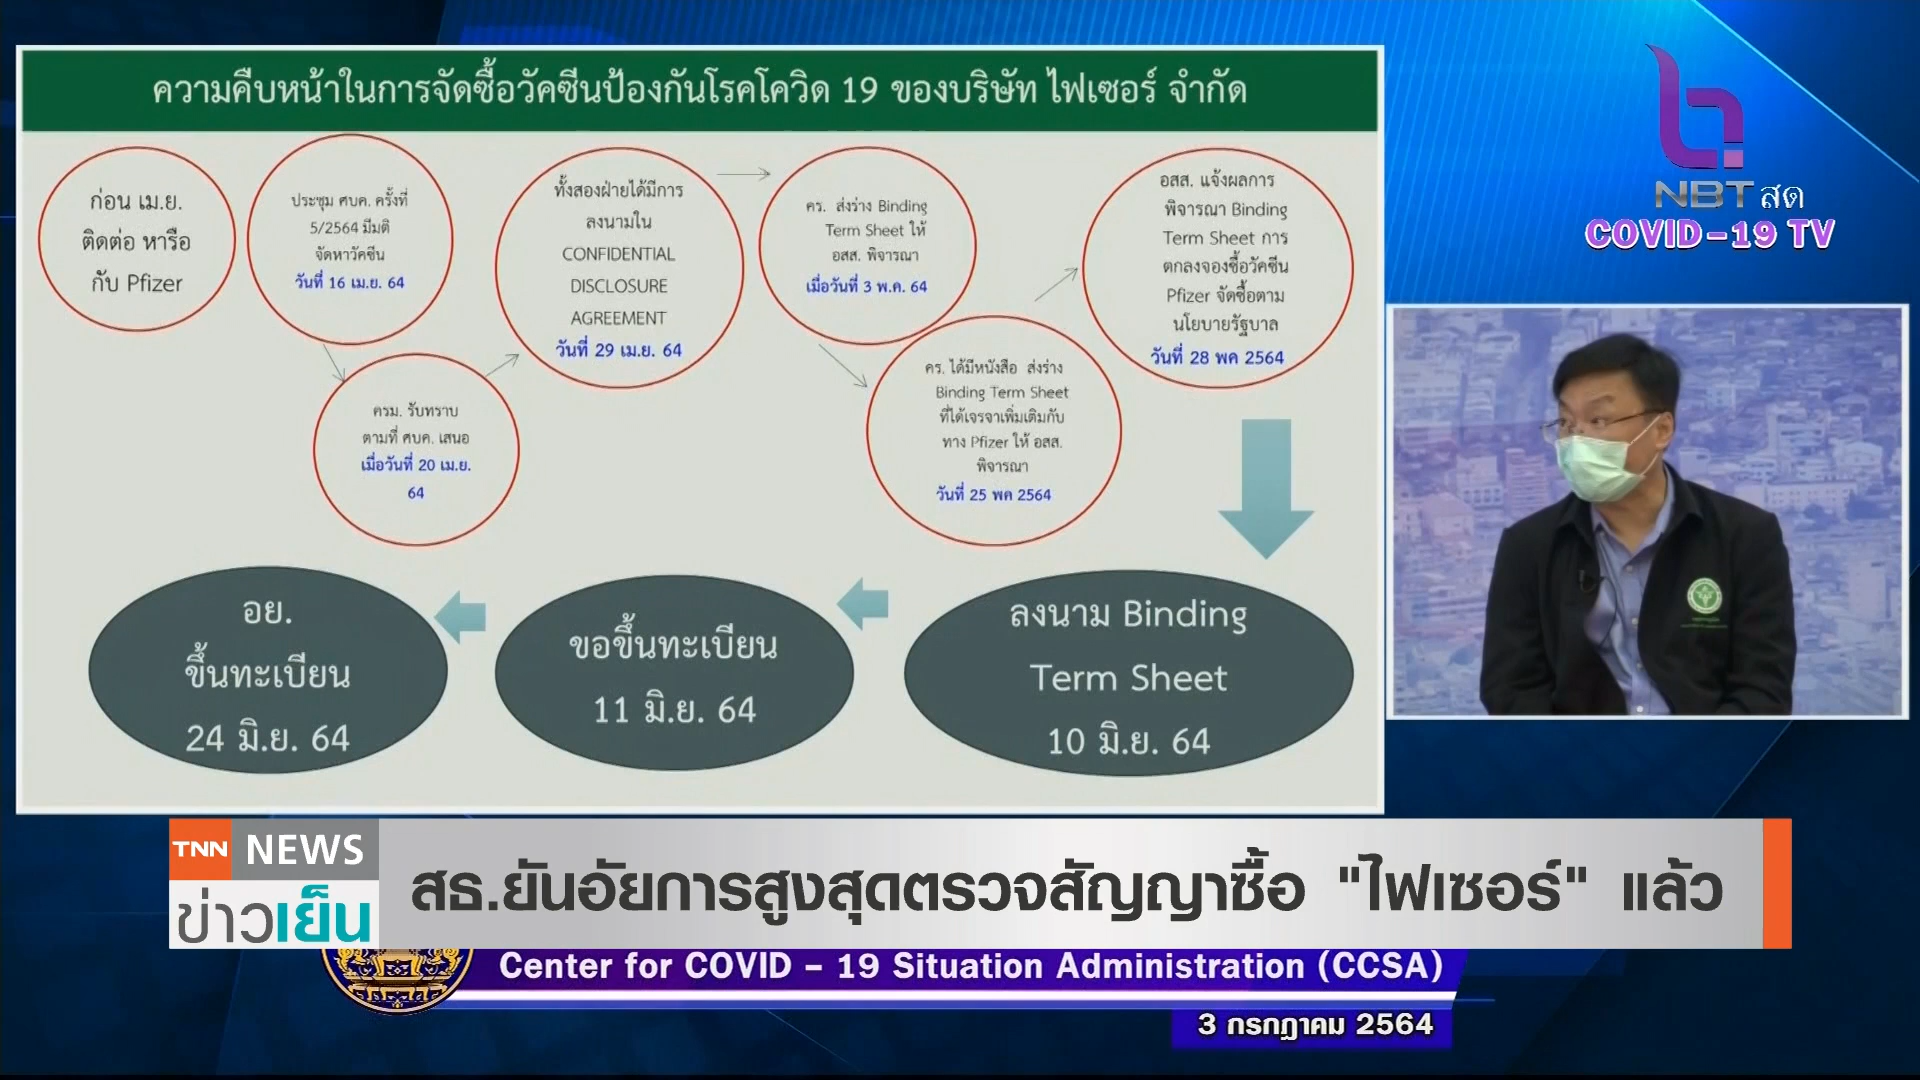 ความคืบหน้าในการจัดซื้อวัคซีนป้องกันโรคโควิด 19 ของบริษัท ไฟเซอร์ จำกัด
ก่อน เม.ย.
ติดต่อ หารือ
กับ Pfizer
ประชุม ศบค. ครั้งที่
5/2564 มีมติ
จัดหาวัคซีน
วันที่ 16 เม.ย. 64
ครม. รับทราบ
ตามที่ ศบค. เสนอ
เมื่อวันที่ 20 เม.ย.
64
ทั้งสองฝ่ายได้มีการ
ลงนามใน
CONFIDENTIAL
DISCLOSURE
AGREEMENT
วันที่ 29 เม.ย. 64
คร. ส่งร่าง Binding
Term Sheet ให้
อสส. พิจารณา
เมื่อวันที่ 3 พ.ค. 64
คร. ได้มีหนังสือ ส่งร่าง
Binding Term Sheet
ที่ได้เจรจาเพิ่มเติมกับ
ทาง Pfizer ให้ อสส.
พิจารณา
วันที่ 25 พค 2564
อสส. แจ้งผลการ
พิจารณา Binding
Term Sheet การ
ตกลงจองซื้อวัคซีน
Pfizer จัดซื้อตาม
นโยบายรัฐบาล
วันที่ 28 พค 2564
ลงนาม Binding
Term Sheet
10 มิ.ย. 64
ขอขึ้นทะเบียน
11 มิ.ย. 64
อย.
ขึ้นทะเบียน
24 มิ.ย. 64
NBT สด
COVID-19 TV
TNN NEWS
ข่าวเย็น
สธ.ยันอัยการสูงสุดตรวจสัญญาซื้อ "ไฟเซอร์" แล้ว
Center for COVID - 19 Situation Administration (CCSA)
3 กรกฎาคม 2564